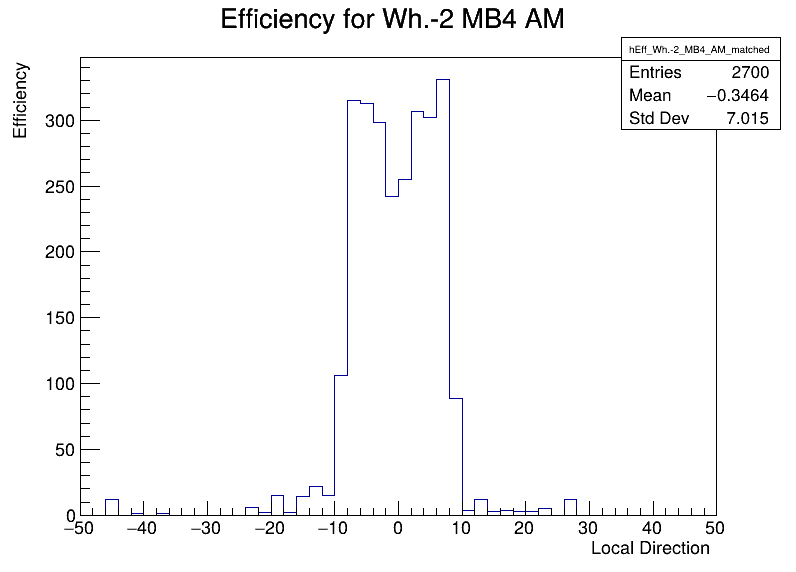 Efficiency for Wh.-2 MB4 AM
hEff_Wh.-2_MB4_AM_matched
Entries 2700
Mean −0.3464
Std Dev 7.015
Efficiency
300
250
200
150
100
50
0
−50 −40 −30 −20 −10 0 10 20 30 40 50
Local Direction